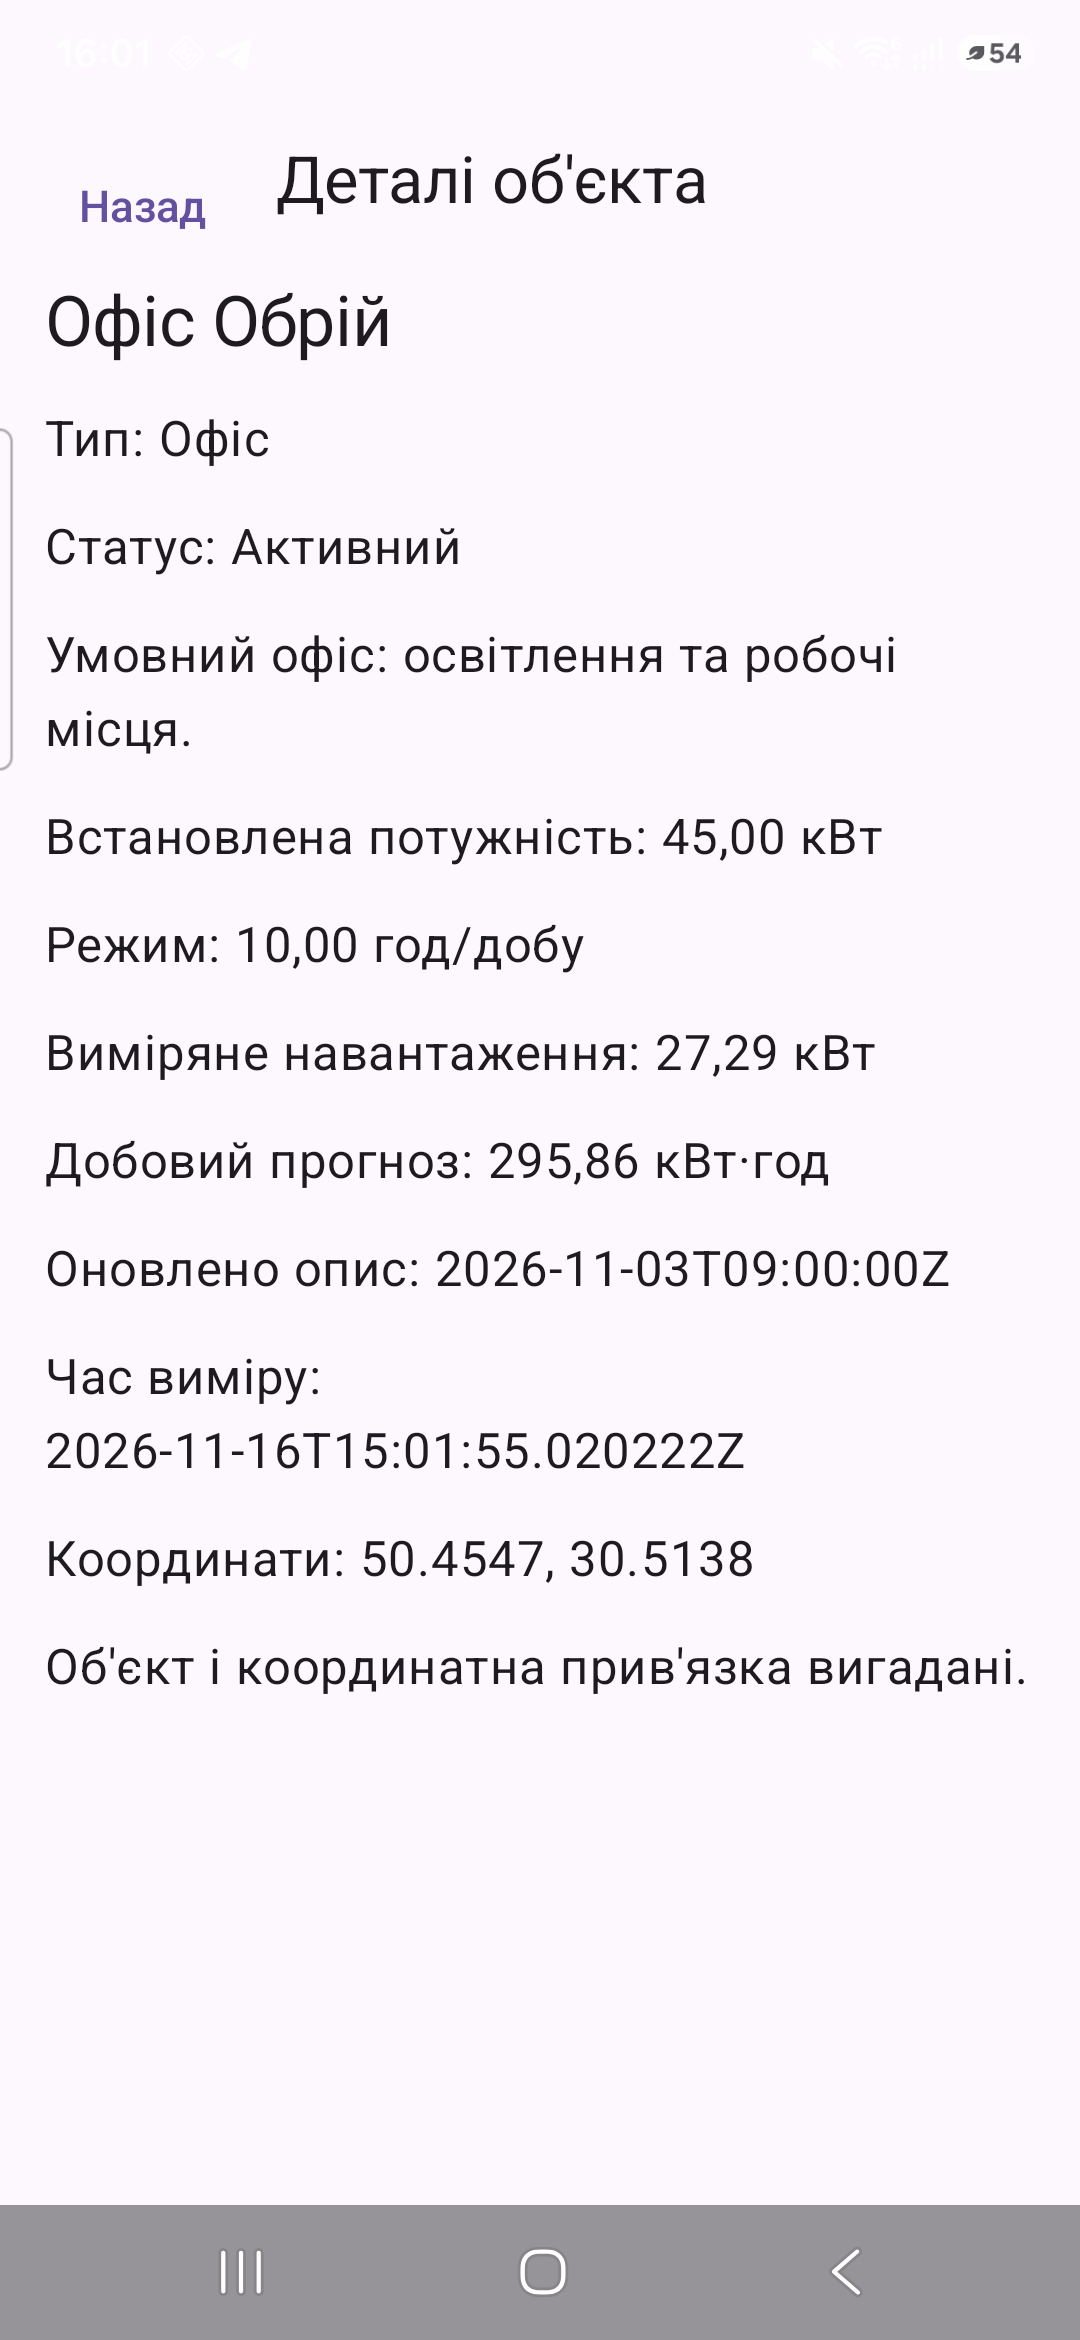 16:01
54
Деталі об'єкта
Назад
Офіс Обрій
Тип: Офіс
Статус: Активний
Умовний офіс: освітлення та робочі
місця.
Встановлена потужність: 45,00 кВт
Режим: 10,00 год/добу
Виміряне навантаження: 27,29 кВт
Добовий прогноз: 295,86 кВт·год
Оновлено опис: 2026-11-03T09:00:00Z
Час виміру:
2026-11-16T15:01:55.020222Z
Координати: 50.4547, 30.5138
Об'єкт і координатна прив'язка вигадані.